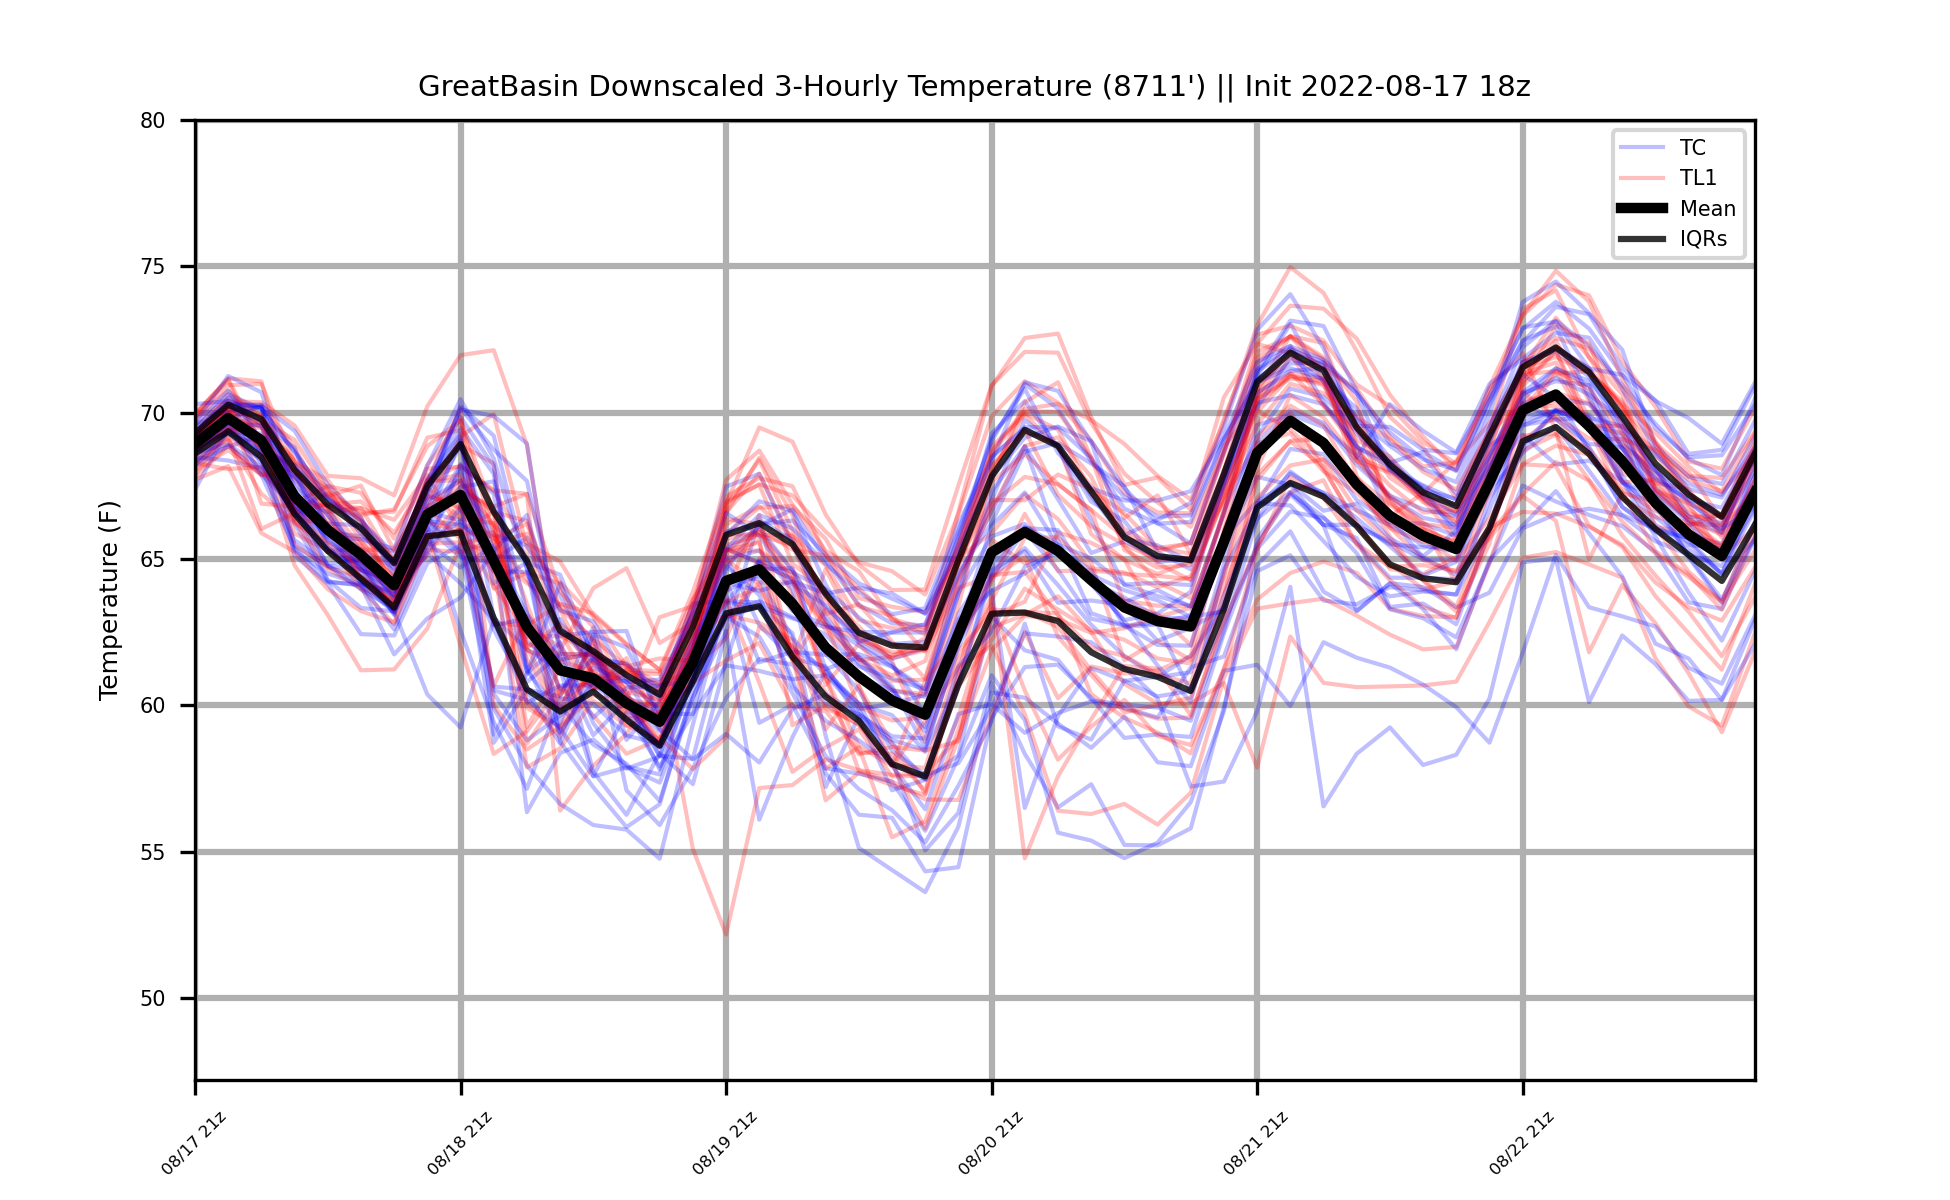 GreatBasin Downscaled 3-Hourly Temperature (8711') || Init 2022-08-17 18z
TC
TL1
Mean
IQRs
Temperature (F)
80
75
70
65
60
55
50
08/17 21z
08/18 21z
08/19 21z
08/20 21z
08/21 21z
08/22 21z